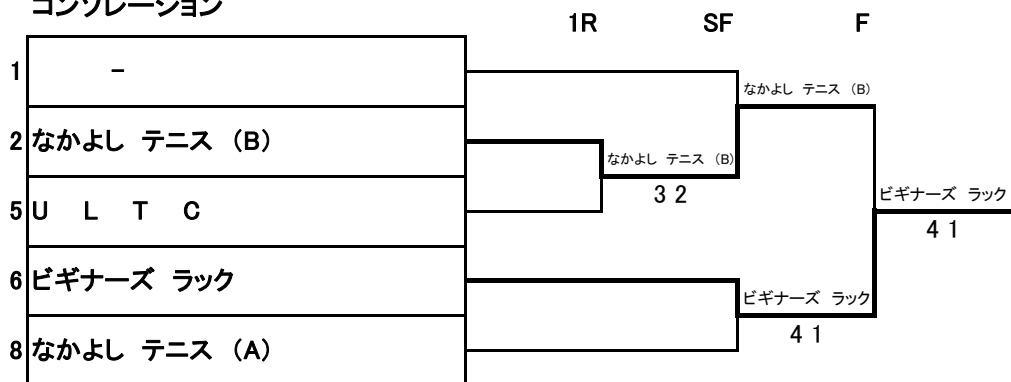 コンソレーション
1R SF F
1 -
なかよし テニス (B)
2 なかよし テニス (B)
なかよし テニス (B)
3 2
5 U L T C
ビギナーズ ラック
4 1
6 ビギナーズ ラック
ビギナーズ ラック
4 1
8 なかよし テニス (A)